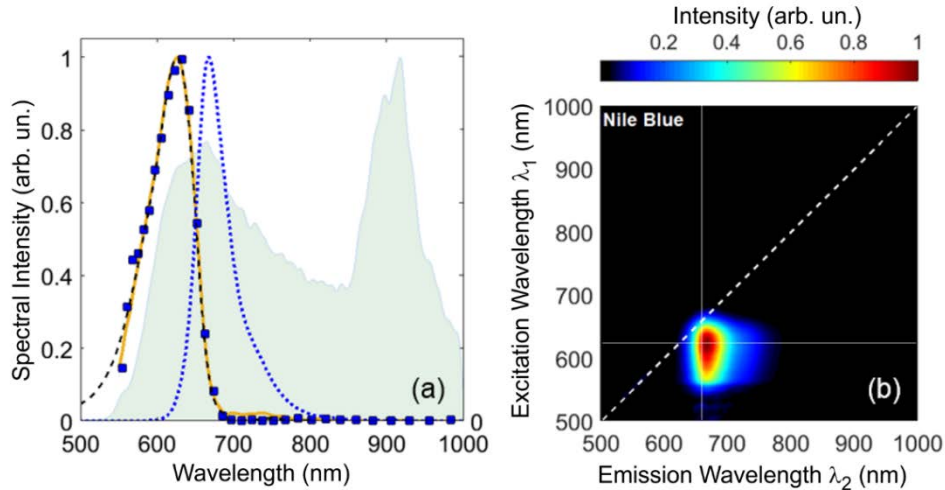 1
0.8
0.6
0.4
0.2
0
0
500 600 700 800 900 1000
Spectral Intensity (arb. un.)
Wavelength (nm)
(a)
Intensity (arb. un.)
0.2 0.4 0.6 0.8 1
Nile Blue
1000
900
800
700
600
500
500 600 700 800 900 1000
Excitation Wavelength λ1 (nm)
Emission Wavelength λ2 (nm)
(b)